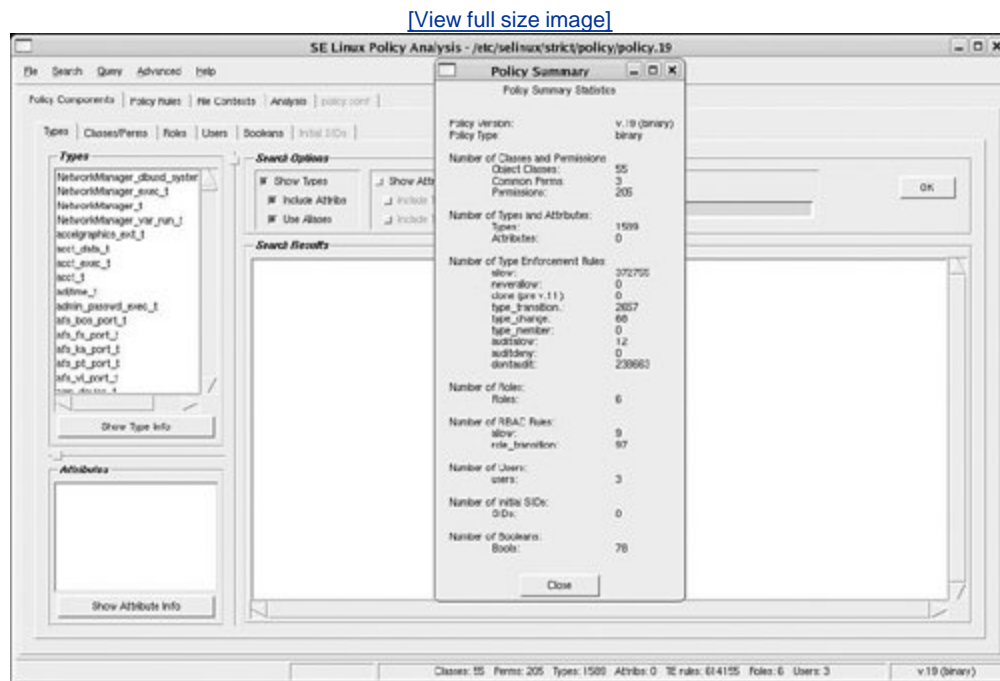 [View full size image]
SE Linux Policy Analysis - /etc/selinux/strict/policy/policy.19
File Search Query Advanced Help
Policy Components Policy Rules File Contexts Analysis policy.conf
Types Classes/Perms Roles Users Booleans Initial SIDs
Types
NetworkManager_dbusd_system
NetworkManager_exec_t
NetworkManager_t
NetworkManager_var_run_t
accelgraphics_ext_t
acct_data_t
acct_exec_t
acct_t
adjtime_t
admin_passwd_exec_t
afs_bos_port_t
afs_fs_port_t
afs_ka_port_t
afs_pt_port_t
afs_vl_port_t
Show Type Info
Attributes
Show Attribute Info
Search Options
Show Types
Include Attribs
Use Aliases
Show Attr
Include
Include
OK
Search Results
Policy Summary
Policy Summary Statistics
Policy Version: v.19 (binary)
Policy Type: binary
Number of Classes and Permissions
Object Classes: 55
Common Perms 3
Permissions: 205
Number of Types and Attributes:
Types: 1589
Attributes: 0
Number of Type Enforcement Rules
allow: 372755
neverallow: 0
clone (pre v.11): 0
type_transition: 2657
type_change: 68
type_member: 0
auditallow: 12
auditdeny: 0
dontaudit: 238663
Number of Roles:
Roles: 6
Number of RBAC Rules:
allow: 9
role_transition: 97
Number of Users:
users: 3
Number of Initial SIDs:
SIDs: 0
Number of Booleans:
Bools: 78
Close
Classes: 55 Perms: 205 Types: 1589 Attribs: 0 TE rules: 614155 Roles: 6 Users: 3
v.19 (binary)